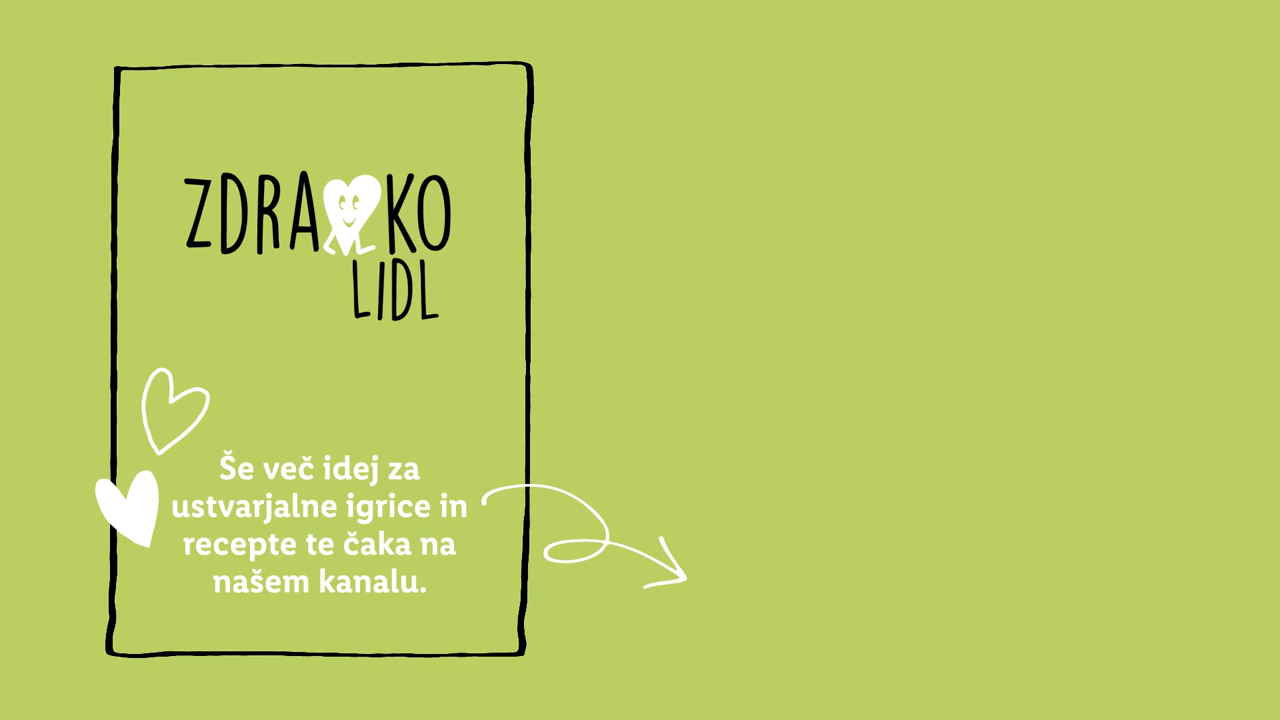 ZDRAVKO
LIDL
Še več idej za
ustvarjalne igrice in
recepte te čaka na
našem kanalu.